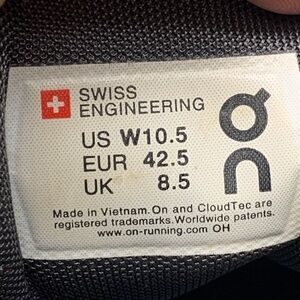 SWISS
ENGINEERING
US W10.5
EUR 42.5
UK 8.5
On
Made in Vietnam. On and CloudTec are
registered trademarks. Worldwide patents.
www.on-running.com OH